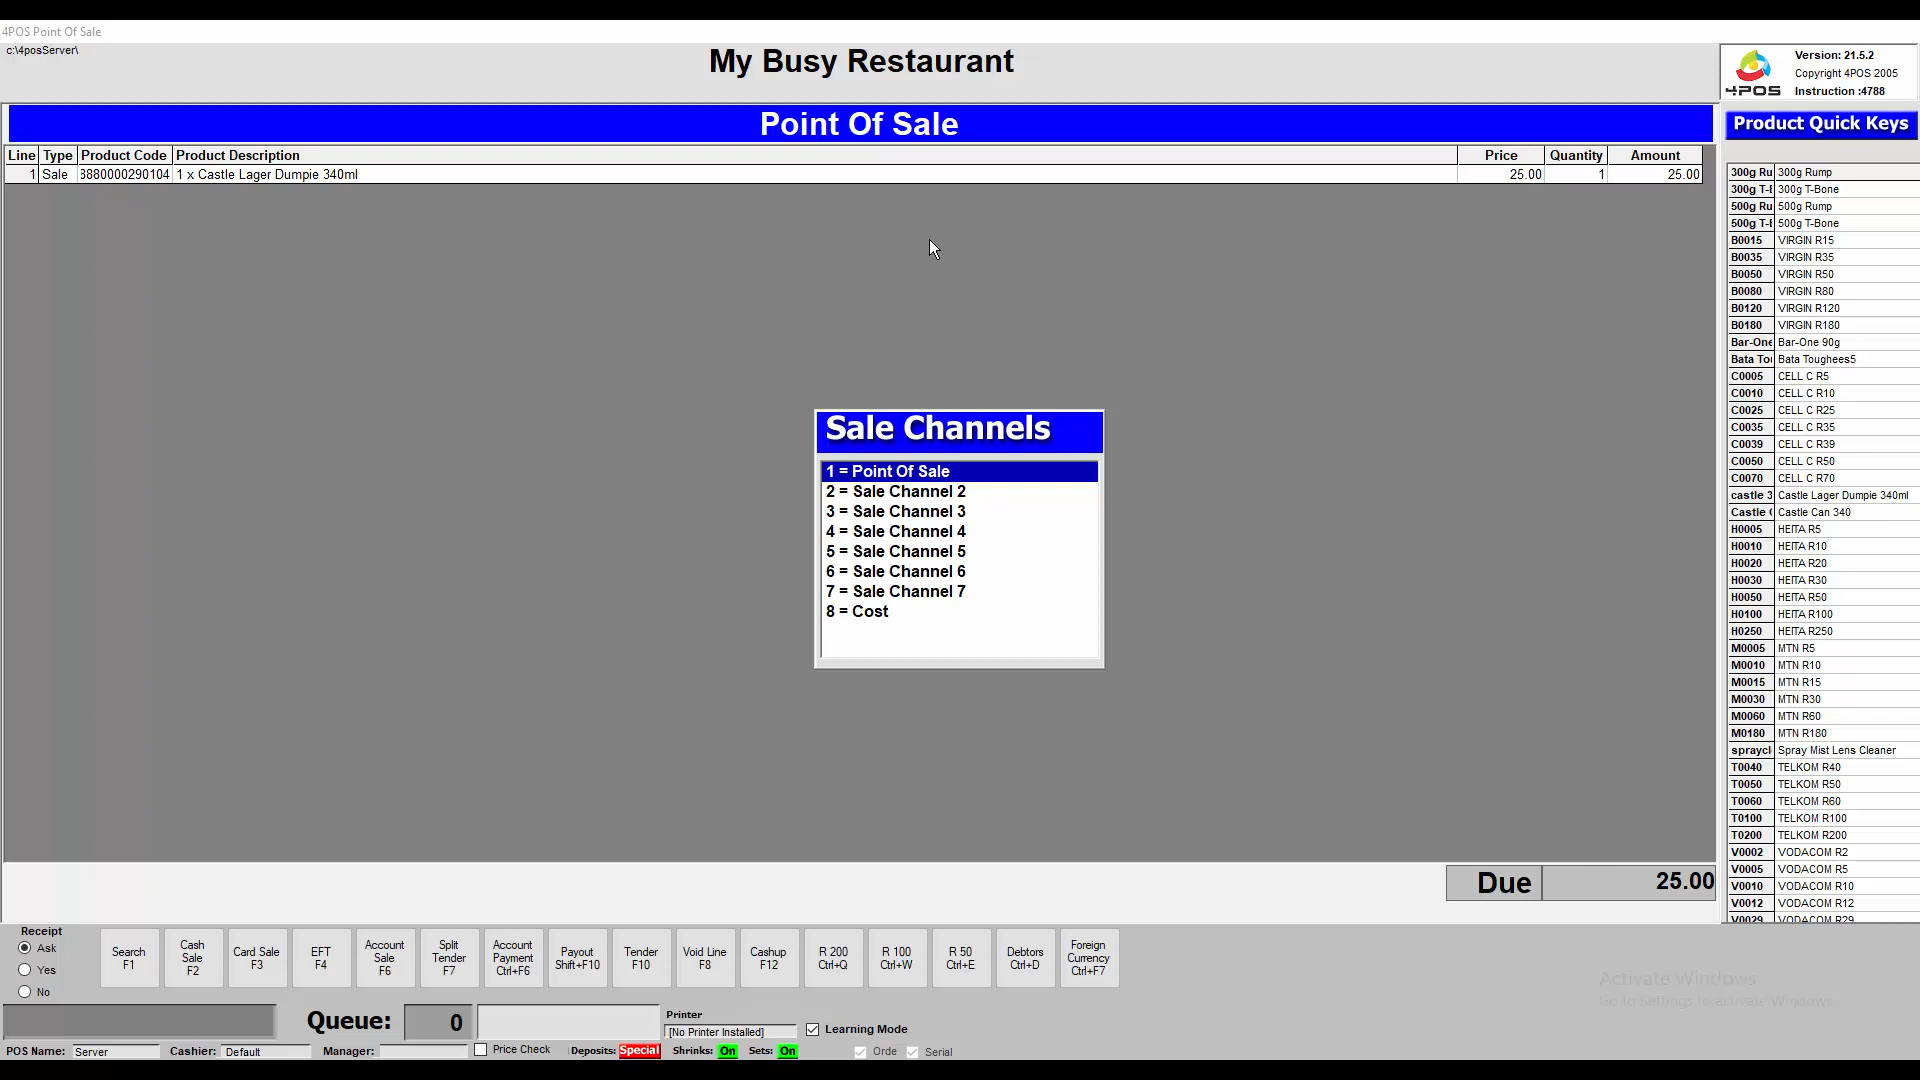 4POS Point Of Sale
c:\4posServer\
My Busy Restaurant
4POS
Version: 21.5.2
Copyright 4POS 2005
Instruction :4788
Point Of Sale
Product Quick Keys
Line Type Product Code Product Description Price Quantity Amount
1 Sale 3880000290104 1 x Castle Lager Dumpie 340ml 25.00 1 25.00
300g Ru 300g Rump
300g T-B 300g T-Bone
500g Ru 500g Rump
500g T-B 500g T-Bone
B0015 VIRGIN R15
B0035 VIRGIN R35
B0050 VIRGIN R50
B0080 VIRGIN R80
B0120 VIRGIN R120
B0180 VIRGIN R180
Bar-One Bar-One 90g
Bata To Bata Toughees5
C0005 CELL C R5
C0010 CELL C R10
C0025 CELL C R25
C0035 CELL C R35
C0039 CELL C R39
C0050 CELL C R50
C0070 CELL C R70
castle 3 Castle Lager Dumpie 340ml
Castle Castle Can 340
H0005 HEITA R5
H0010 HEITA R10
H0020 HEITA R20
H0030 HEITA R30
H0050 HEITA R50
H0100 HEITA R100
H0250 HEITA R250
M0005 MTN R5
M0010 MTN R10
M0015 MTN R15
M0030 MTN R30
M0060 MTN R60
M0180 MTN R180
spraycl Spray Mist Lens Cleaner
T0040 TELKOM R40
T0050 TELKOM R50
T0060 TELKOM R60
T0100 TELKOM R100
T0200 TELKOM R200
V0002 VODACOM R2
V0005 VODACOM R5
V0010 VODACOM R10
V0012 VODACOM R12
V0029 VODACOM R29
Sale Channels
1 = Point Of Sale
2 = Sale Channel 2
3 = Sale Channel 3
4 = Sale Channel 4
5 = Sale Channel 5
6 = Sale Channel 6
7 = Sale Channel 7
8 = Cost
Due 25.00
Receipt
Ask
Yes
No
Search F1
Cash Sale F2
Card Sale F3
EFT F4
Account Sale F6
Split Tender F7
Account Payment Ctrl+F6
Payout Shift+F10
Tender F10
Void Line F8
Cashup F12
R 200 Ctrl+Q
R 100 Ctrl+W
R 50 Ctrl+E
Debtors Ctrl+D
Foreign Currency Ctrl+F7
Activate Windows
Go to Settings to activate Windows.
Queue: 0
Printer
[No Printer Installed]
Learning Mode
POS Name: Server Cashier: Default Manager: Price Check Deposits: Special Shrinks: On Sets: On Orde Serial